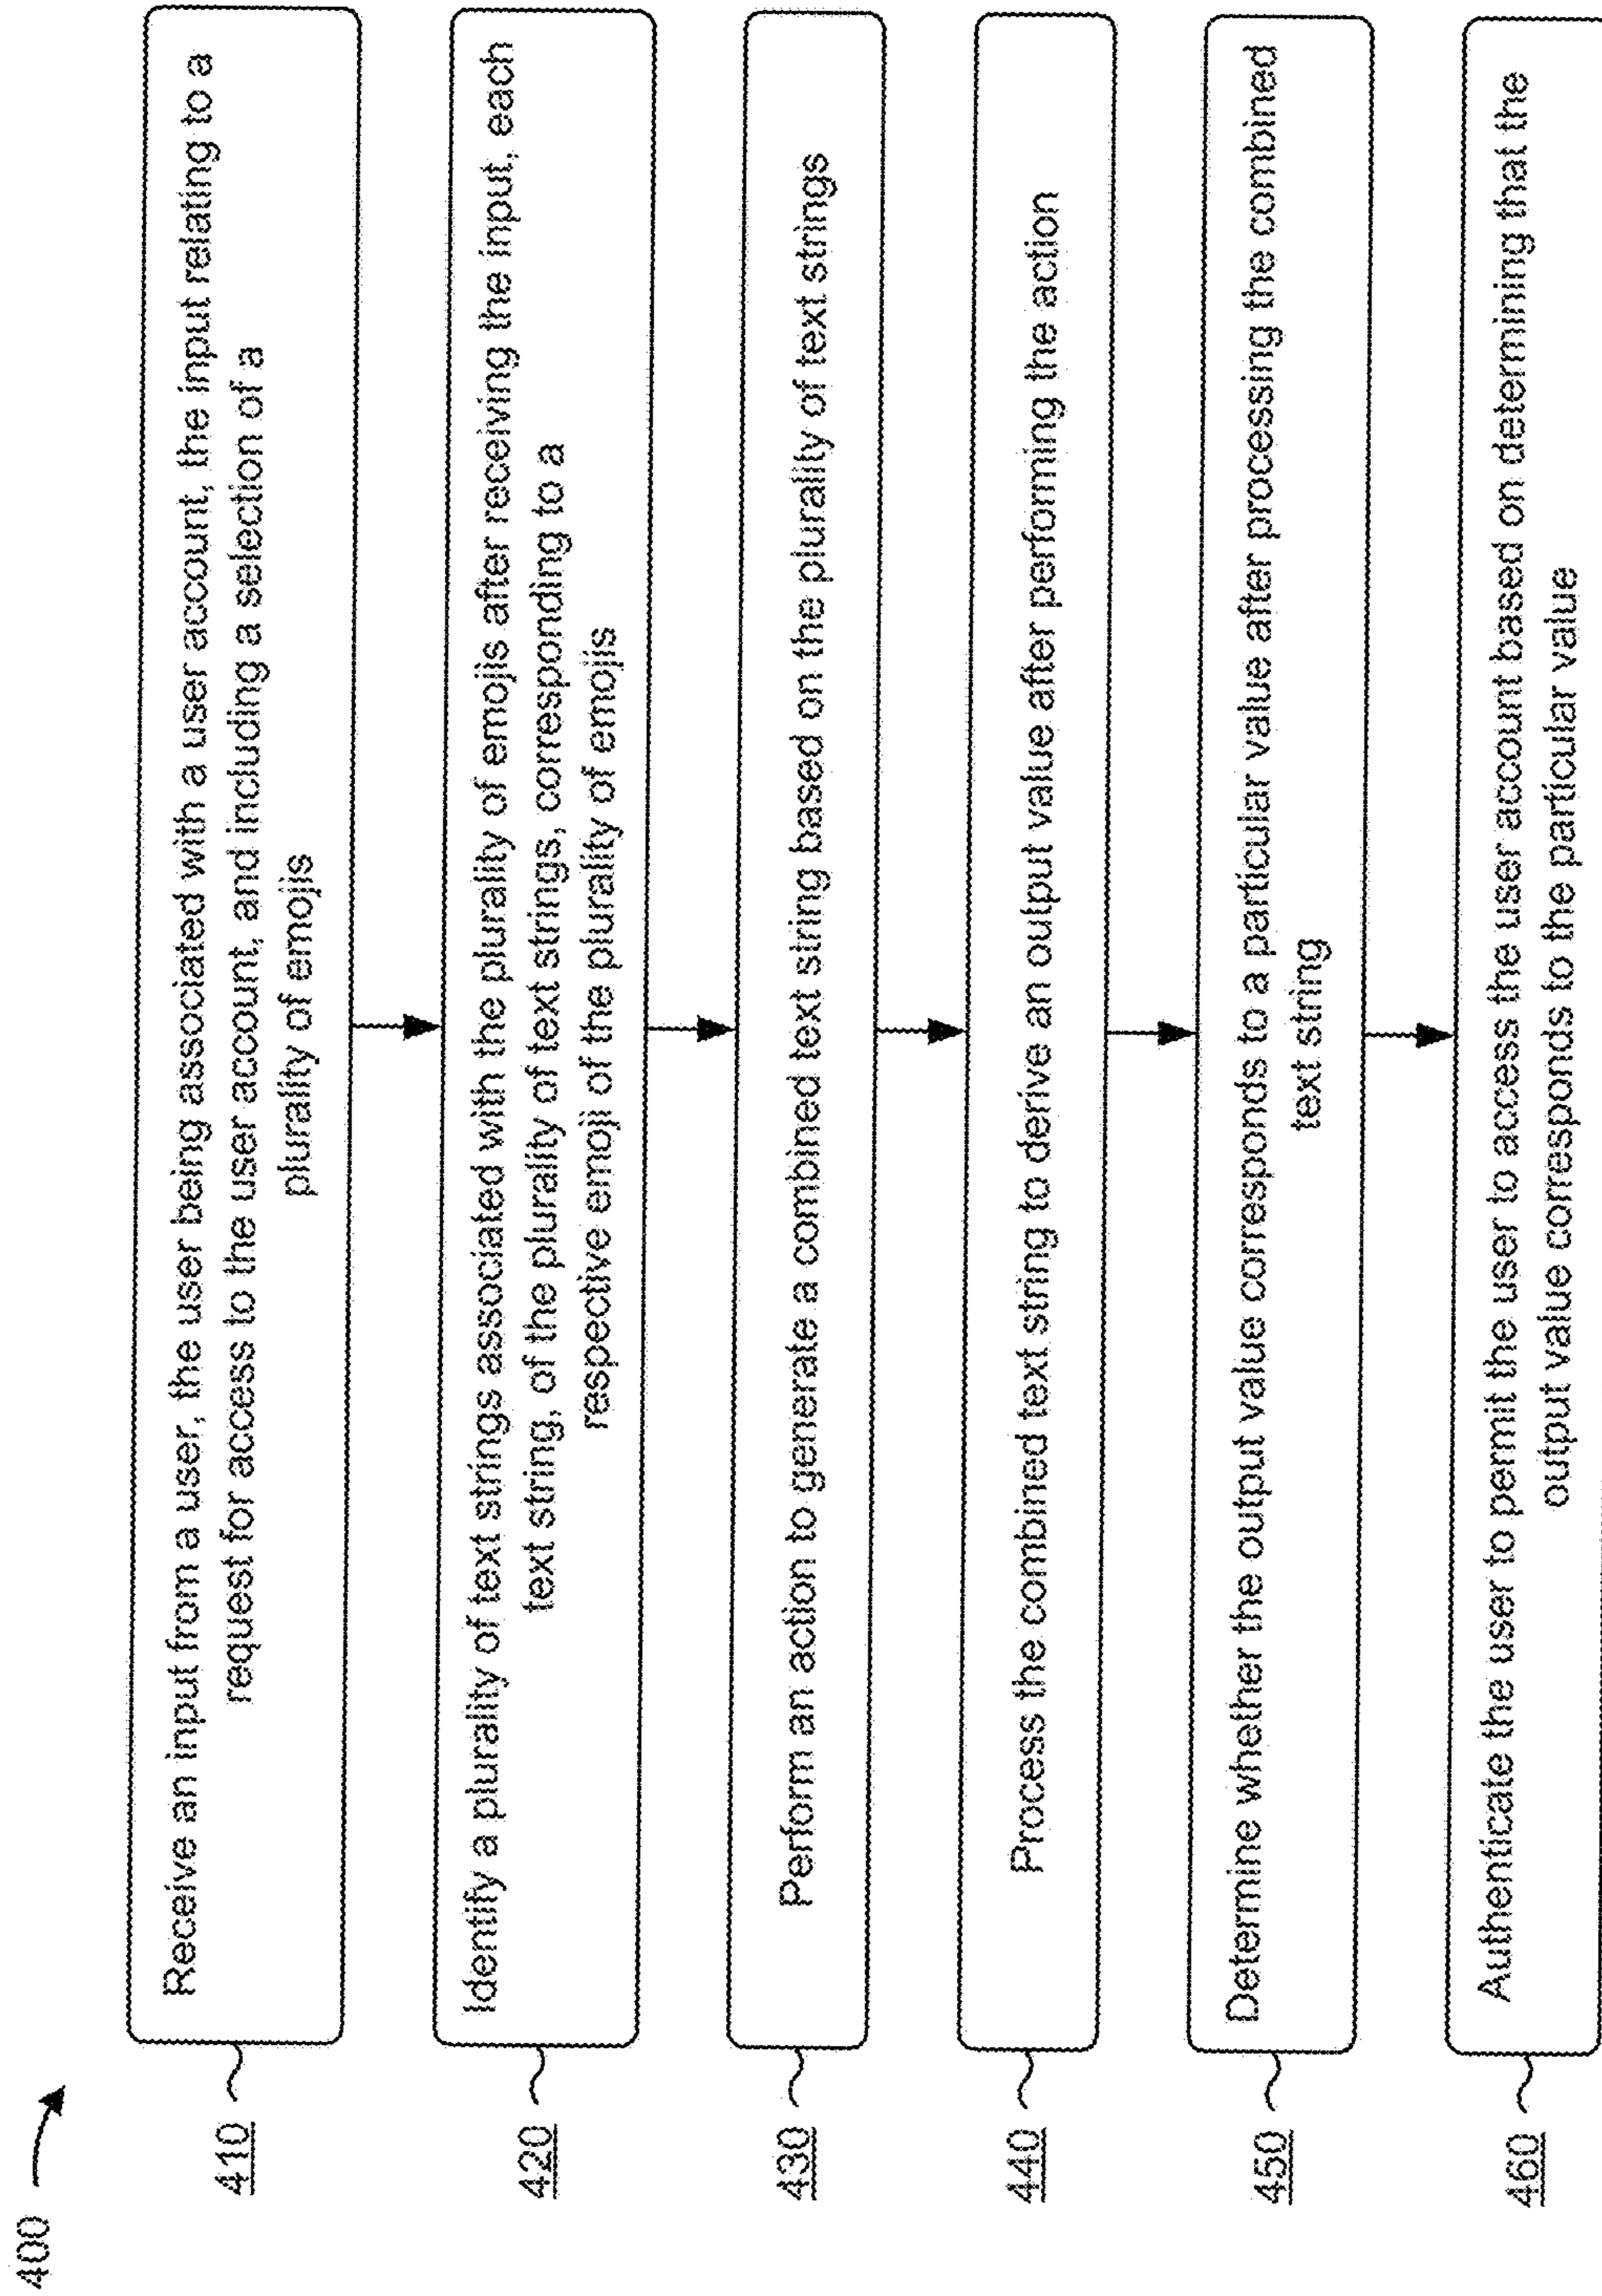 400
410
Receive an input from a user, the user being associated with a user account, the input relating to a
request for access to the user account, and including a selection of a
plurality of emojis
420
Identify a plurality of text strings associated with the plurality of emojis after receiving the input, each
text string, of the plurality of text strings, corresponding to a
respective emoji of the plurality of emojis
430
Perform an action to generate a combined text string based on the plurality of text strings
440
Process the combined text string to derive an output value after performing the action
450
Determine whether the output value corresponds to a particular value after processing the combined
text string
460
Authenticate the user to permit the user to access the user account based on determining that the
output value corresponds to the particular value